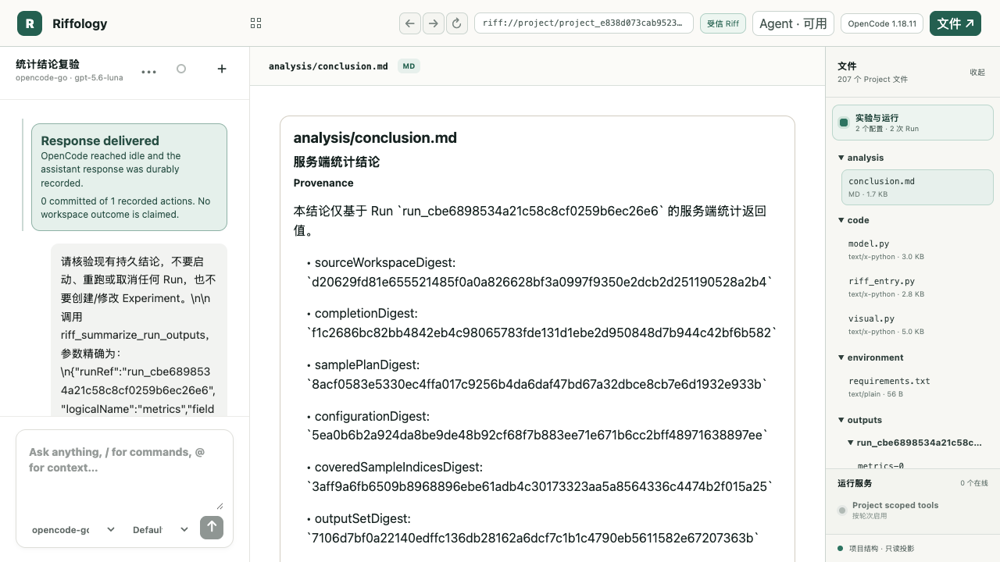 R Riffology
riff://project/project_e838d073cab9523…
受信 Riff
Agent · 可用
OpenCode 1.18.11
文件 ↗
统计结论复验
opencode-go · gpt-5.6-luna
Response delivered
OpenCode reached idle and the
assistant response was durably
recorded.
0 committed of 1 recorded actions. No
workspace outcome is claimed.
请核验现有持久结论，不要启
动、重跑或取消任何 Run，也不
要创建/修改 Experiment。\n\n
调用
riff_summarize_run_outputs，
参数精确为：
\n{"runRef":"run_cbe689853
4a21c58c8cf0259b6ec26e6",
"logicalName":"metrics","field
Ask anything, / for commands, @
for context...
opencode-go
Default
analysis/conclusion.md
MD
analysis/conclusion.md
服务端统计结论
Provenance
本结论仅基于 Run `run_cbe6898534a21c58c8cf0259b6ec26e6` 的服务端统计返回
值。
• sourceWorkspaceDigest:
`d20629fd81e655521485f0a0a826628bf3a0997f9350e2dcb2d251190528a2b4`
• completionDigest:
`f1c2686bc82bb4842eb4c98065783fde131d1ebe2d950848d7b944c42bf6b582`
• samplePlanDigest:
`8acf0583e5330ec4ffa017c9256b4da6daf47bd67a32dbce8cb7e6d1932e933b`
• configurationDigest:
`5ea0b6b2a924da8be9de48b92cf68f7b883ee71e671b6cc2bff48971638897ee`
• coveredSampleIndicesDigest:
`3aff9a6fb6509b8968896ebe61adb4c30173323aa5a8564336c4474b2f015a25`
• outputSetDigest:
`7106d7bf0a22140edffc136db28162a6dcf7c1b1c4790eb5611582e67207363b`
文件
207 个 Project 文件
收起
实验与运行
2 个配置 · 2 次 Run
▼ analysis
conclusion.md
MD · 1.7 KB
▼ code
model.py
text/x-python · 3.0 KB
riff_entry.py
text/x-python · 2.8 KB
visual.py
text/x-python · 5.0 KB
▼ environment
requirements.txt
text/plain · 56 B
▼ outputs
▼ run_cbe6898534a21c58c...
metrics-0
运行服务
0 个在线
Project scoped tools
按轮次启用
项目结构 · 只读投影